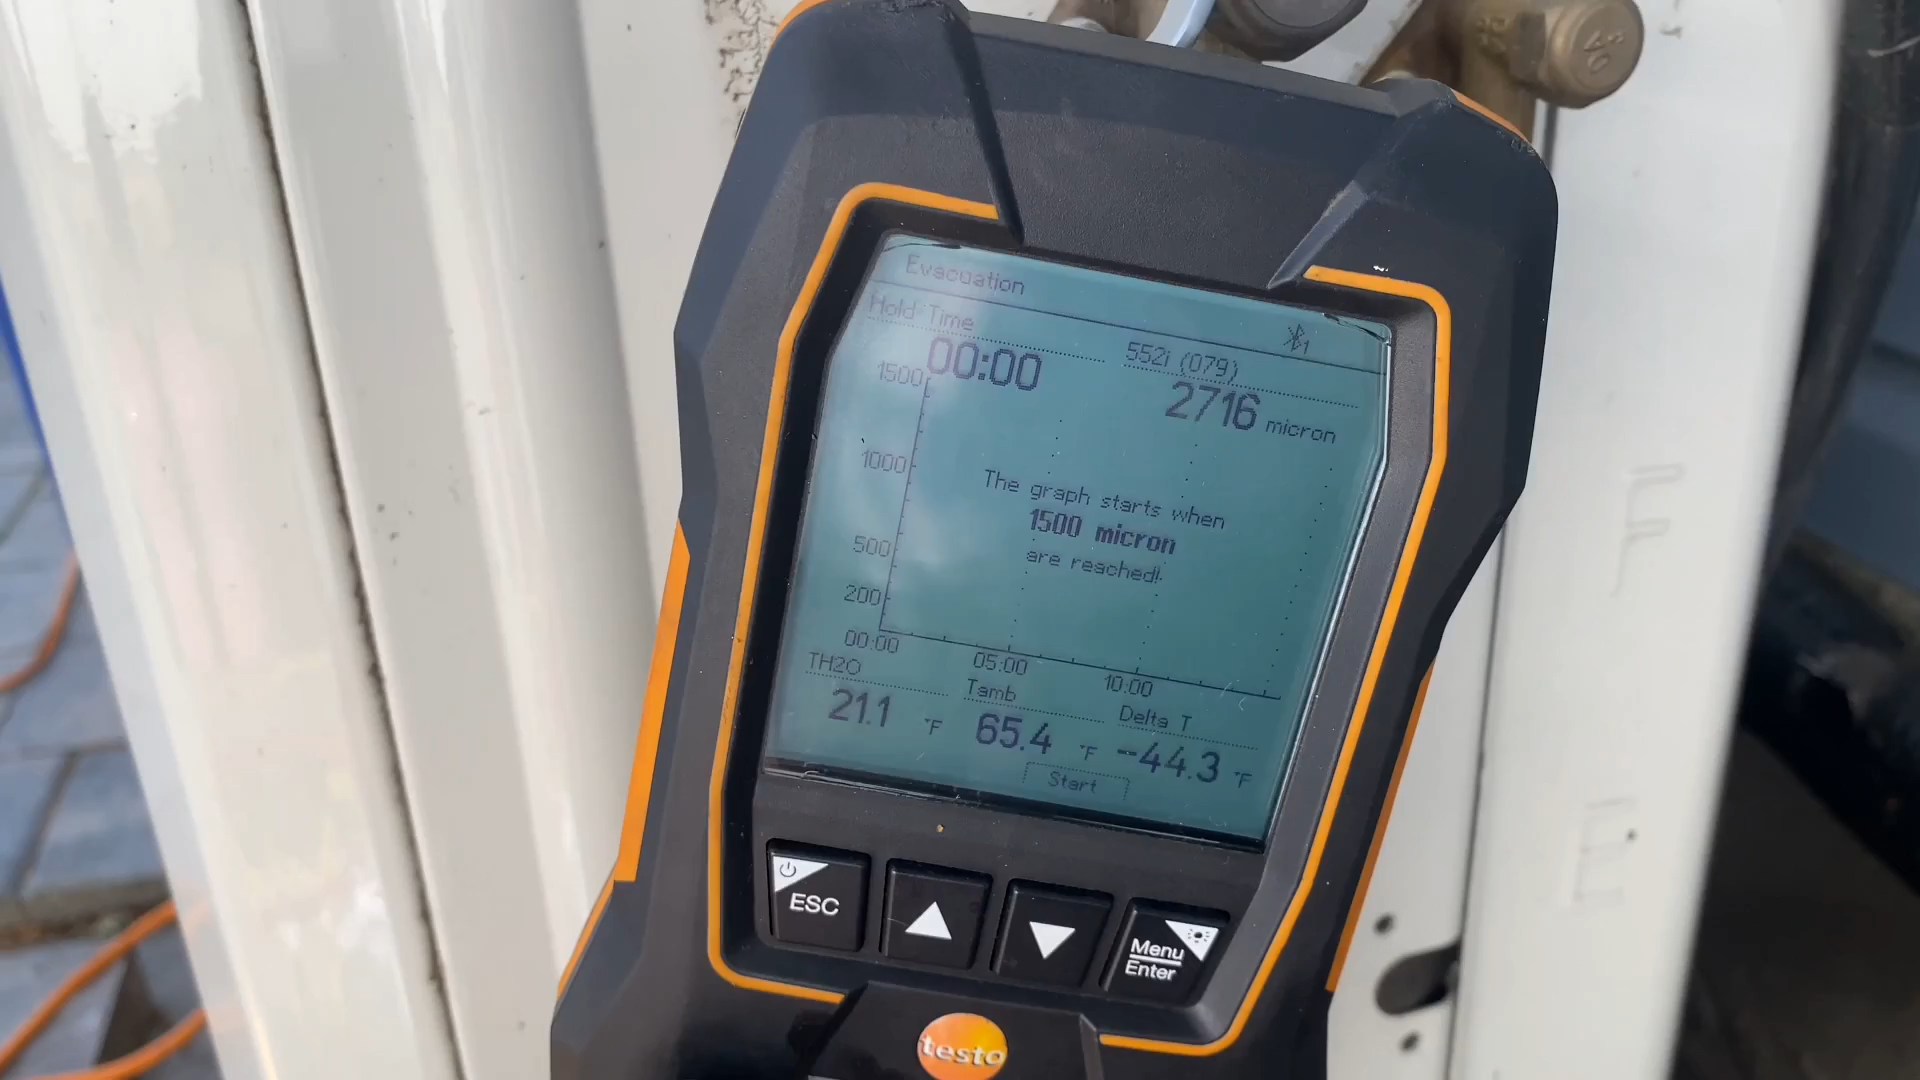 Evacuation
Hold Time
00:00
552i (079)
2716 micron
1500
1000
500
200
The graph starts when
1500 micron
are reached!
00:00
05:00
10:00
TH2O
Tamb
Delta T
21.1 °F
65.4 °F
-44.3 °F
Start
ESC
Menu
Enter
testo